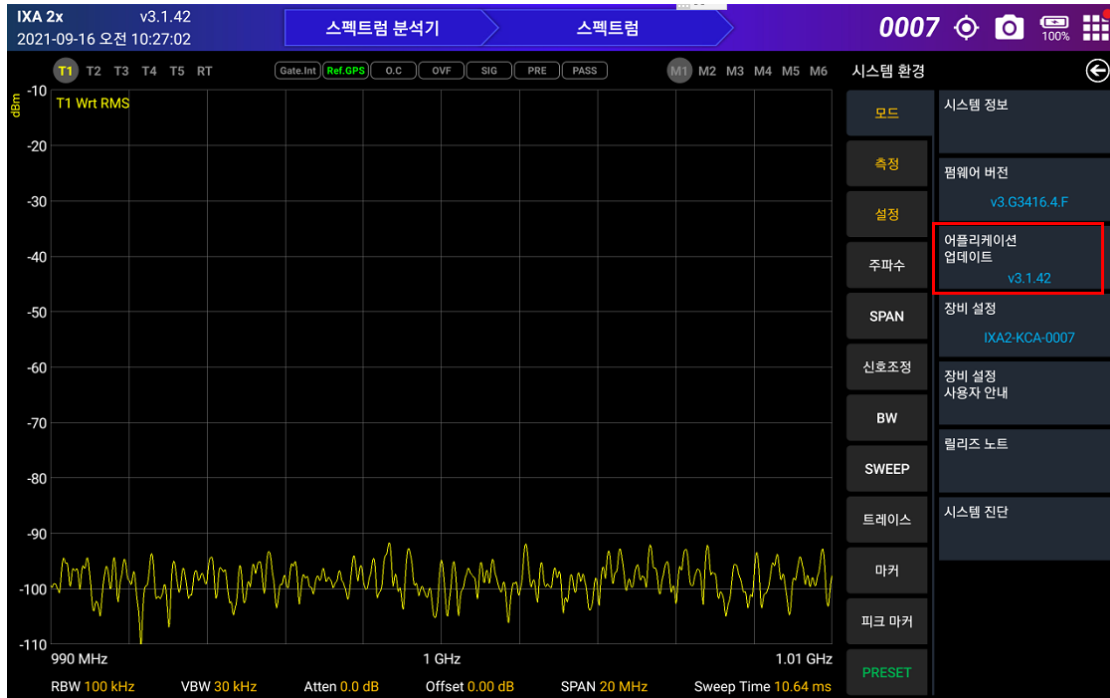 IXA 2x v3.1.42
2021-09-16 오전 10:27:02
스펙트럼 분석기 스펙트럼
0007
100%
T1 T2 T3 T4 T5 RT
Gate.Int Ref.GPS O.C OVF SIG PRE PASS
M1 M2 M3 M4 M5 M6
dBm
T1 Wrt RMS
-10
-20
-30
-40
-50
-60
-70
-80
-90
-100
-110
990 MHz 1 GHz 1.01 GHz
RBW 100 kHz VBW 30 kHz Atten 0.0 dB Offset 0.00 dB SPAN 20 MHz Sweep Time 10.64 ms
시스템 환경
모드
측정
설정
주파수
SPAN
신호조정
BW
SWEEP
트레이스
마커
피크 마커
PRESET
시스템 정보
펌웨어 버전
v3.G3416.4.F
어플리케이션
업데이트
v3.1.42
장비 설정
IXA2-KCA-0007
장비 설정
사용자 안내
릴리즈 노트
시스템 진단